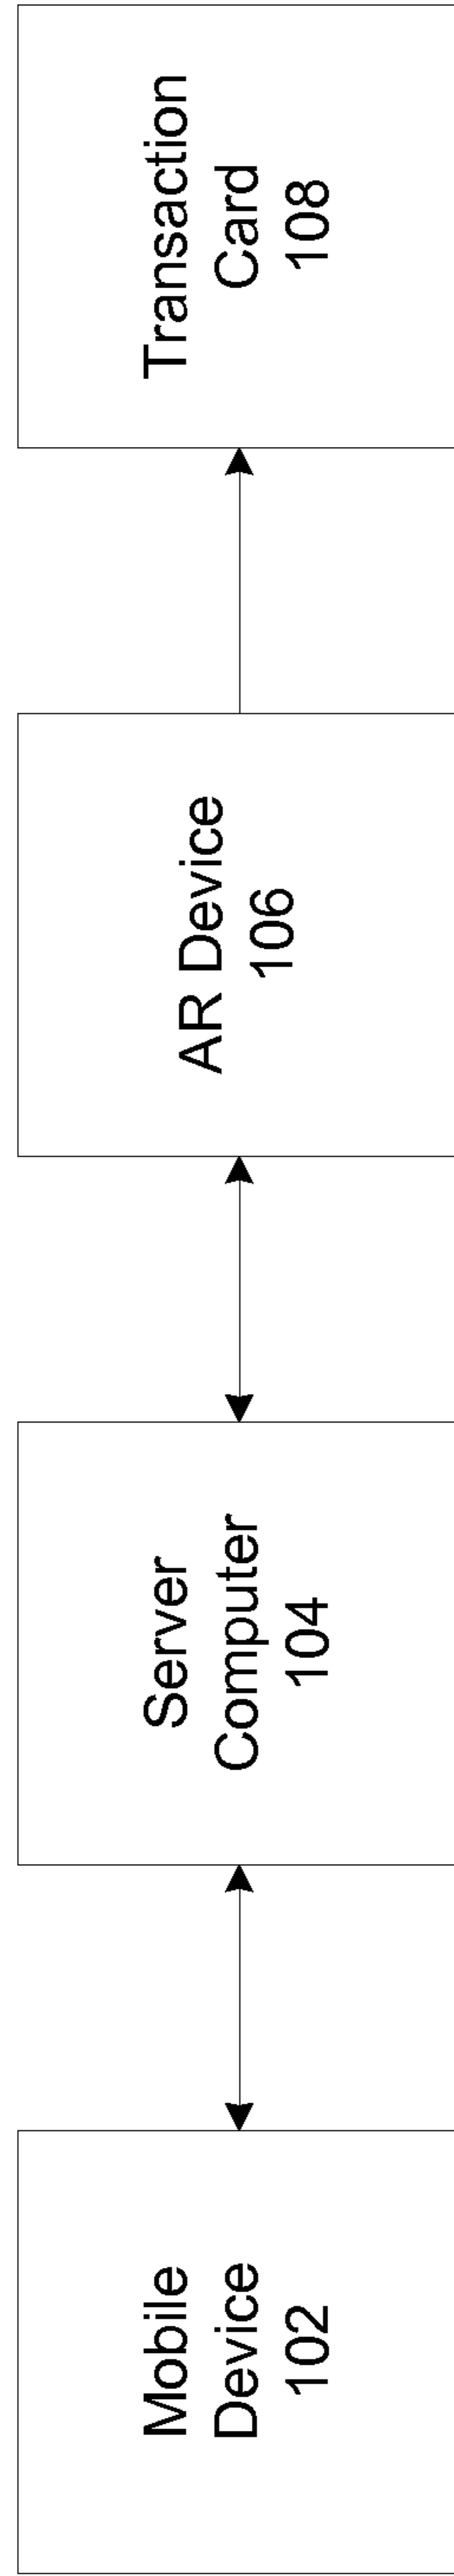 Mobile
Device
102
Server
Computer
104
AR Device
106
Transaction
Card
108